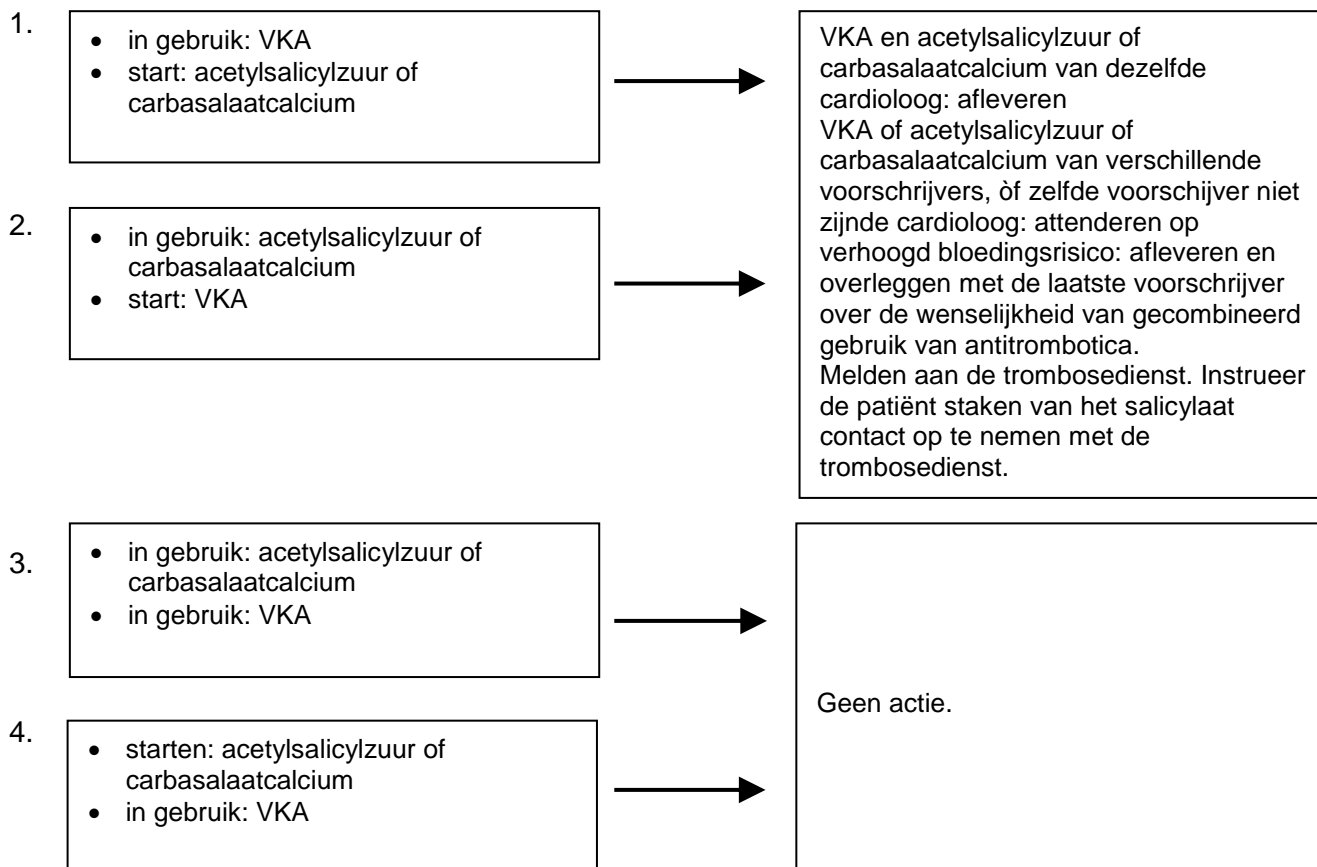 1.
• in gebruik: VKA
• start: acetylsalicylzuur of
carbasalaatcalcium
2.
• in gebruik: acetylsalicylzuur of
carbasalaatcalcium
• start: VKA
VKA en acetylsalicylzuur of
carbasalaatcalcium van dezelfde
cardioloog: afleveren
VKA of acetylsalicylzuur of
carbasalaatcalcium van verschillende
voorschrijvers, òf zelfde voorschijver niet
zijnde cardioloog: attenderen op
verhoogd bloedingsrisico: afleveren en
overleggen met de laatste voorschrijver
over de wenselijkheid van gecombineerd
gebruik van antitrombotica.
Melden aan de trombosedienst. Instrueer
de patiënt staken van het salicylaat
contact op te nemen met de
trombosedienst.
3.
• in gebruik: acetylsalicylzuur of
carbasalaatcalcium
• in gebruik: VKA
4.
• starten: acetylsalicylzuur of
carbasalaatcalcium
• in gebruik: VKA
Geen actie.